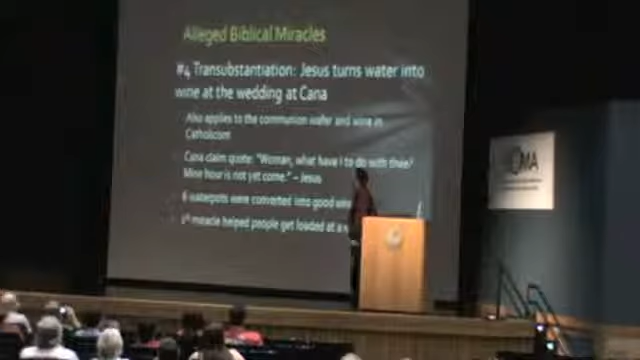 Alleged Biblical Miracles
#4 Transubstantiation: Jesus turns water into
wine at the wedding at Cana
Also applies to the communion wafer and wine in
Catholicism
Cana claim quote: "Woman, what have I to do with thee?
Mine hour is not yet come." – Jesus
6 waterpots were converted into good
1st miracle helped people get loaded at a
OMA